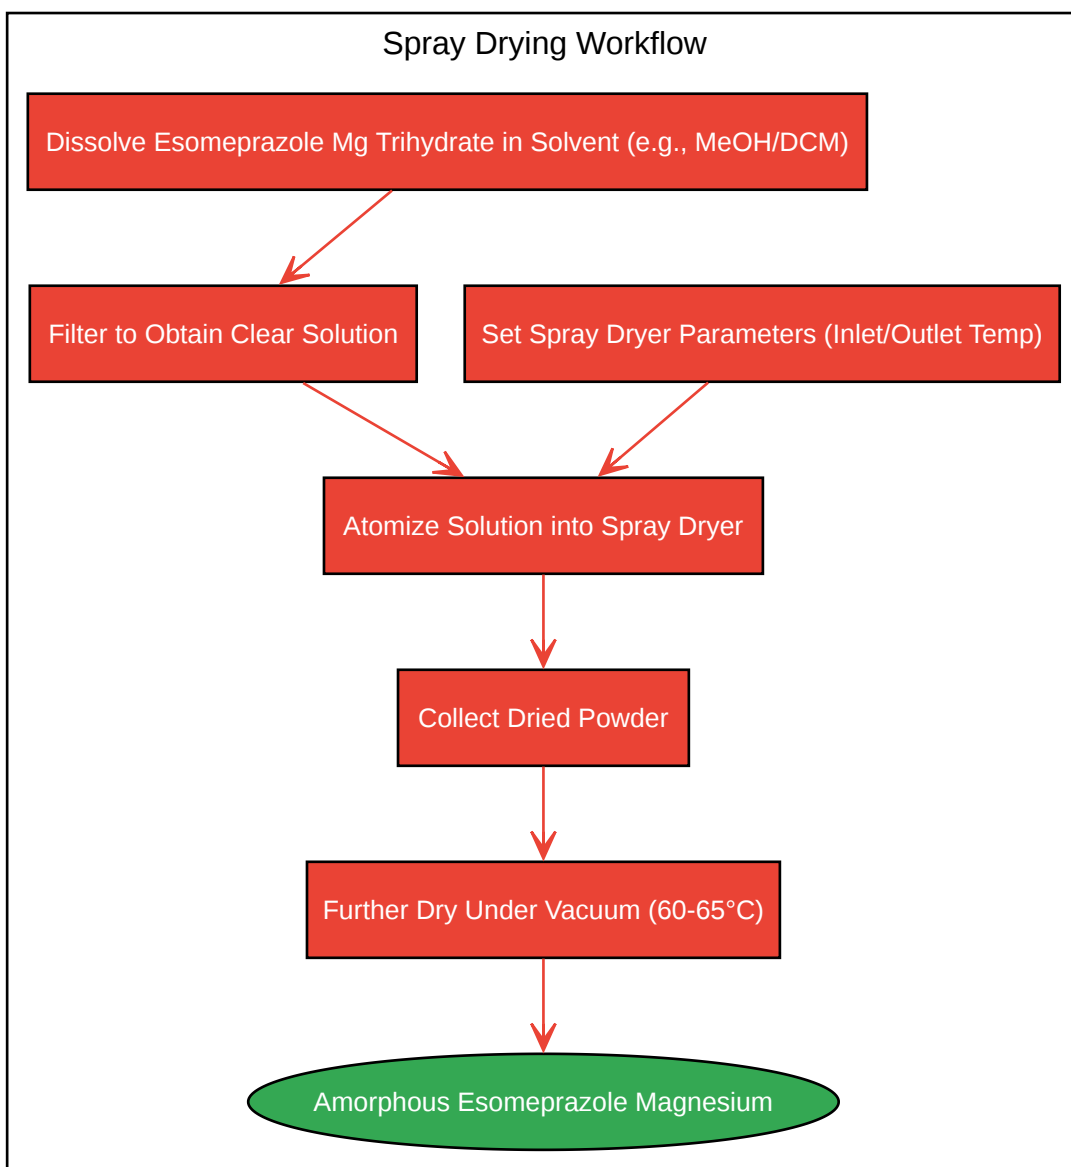 Spray Drying Workflow
Dissolve Esomeprazole Mg Trihydrate in Solvent (e.g., MeOH/DCM)
Filter to Obtain Clear Solution
Set Spray Dryer Parameters (Inlet/Outlet Temp)
Atomize Solution into Spray Dryer
Collect Dried Powder
Further Dry Under Vacuum (60-65°C)
Amorphous Esomeprazole Magnesium